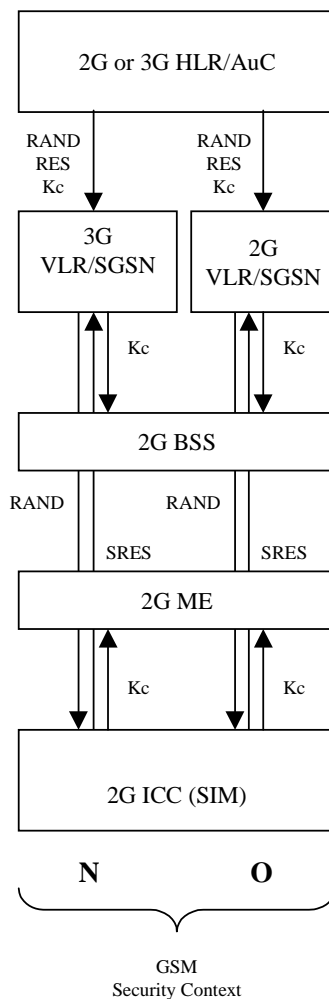 2G or 3G HLR/AuC
RAND
RES
Kc
RAND
RES
Kc
3G
VLR/SGSN
2G
VLR/SGSN
Kc
Kc
2G BSS
RAND
RAND
SRES
SRES
2G ME
Kc
Kc
2G ICC (SIM)
N
O
GSM
Security Context